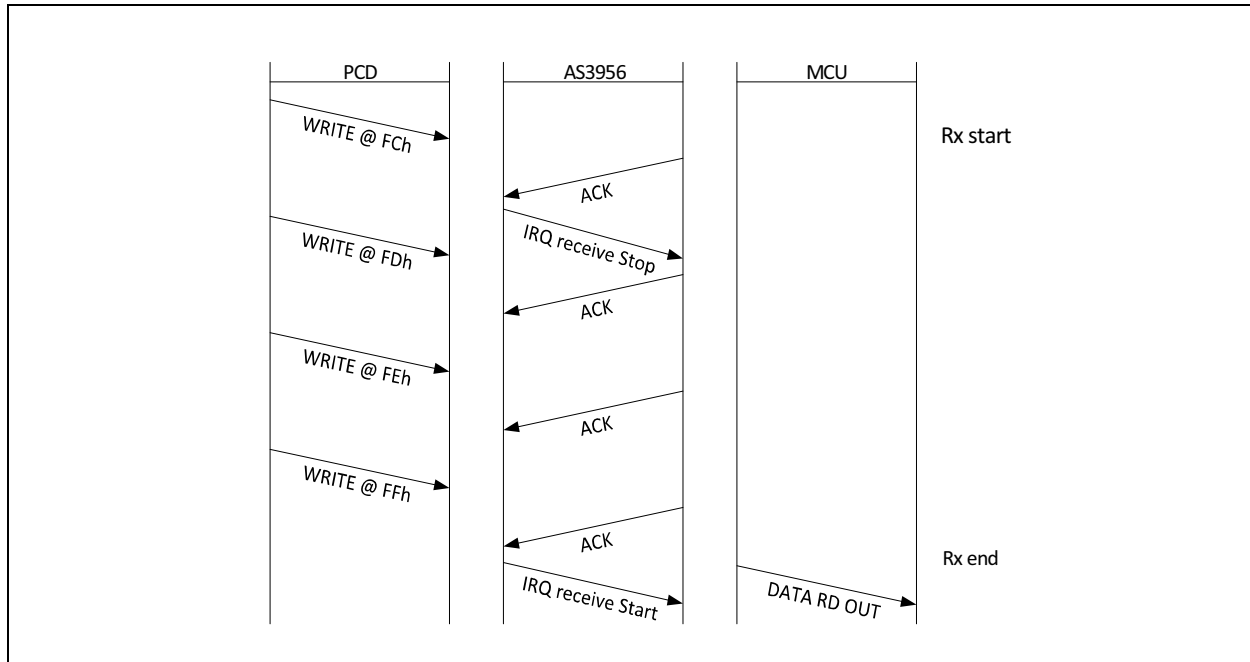 PCD AS3956 MCU
WRITE @ FCh
Rx start
ACK
WRITE @ FDh
IRQ receive Stop
ACK
WRITE @ FEh
ACK
WRITE @ FFh
ACK
Rx end
IRQ receive Start
DATA RD OUT